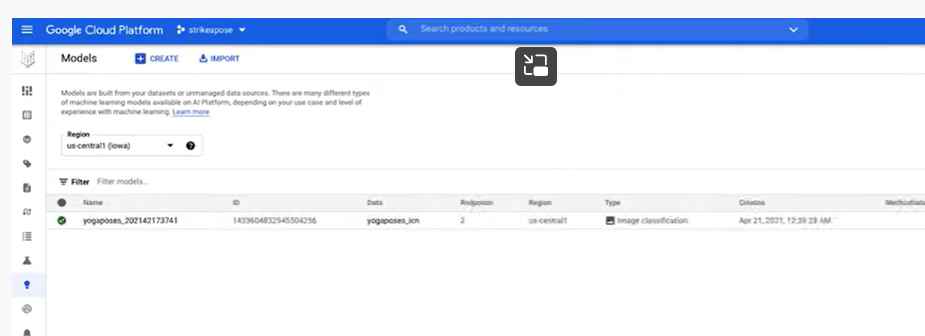 Google Cloud Platform strikeapose Search products and resources
Models CREATE IMPORT
Models are built from your datasets or unmanaged data sources. There are many different types
of machine learning models available on AI Platform, depending on your use case and level of
experience with machine learning. Learn more
Region
us-central1 (Iowa)
Filter Filter models...
Name ID Data Endpoints Region Type Created
yogaposes_202142173741 1433604832945504256 yogaposes_icn 2 us-central1 Image classification Apr 21, 2021, 12:39:29 AM